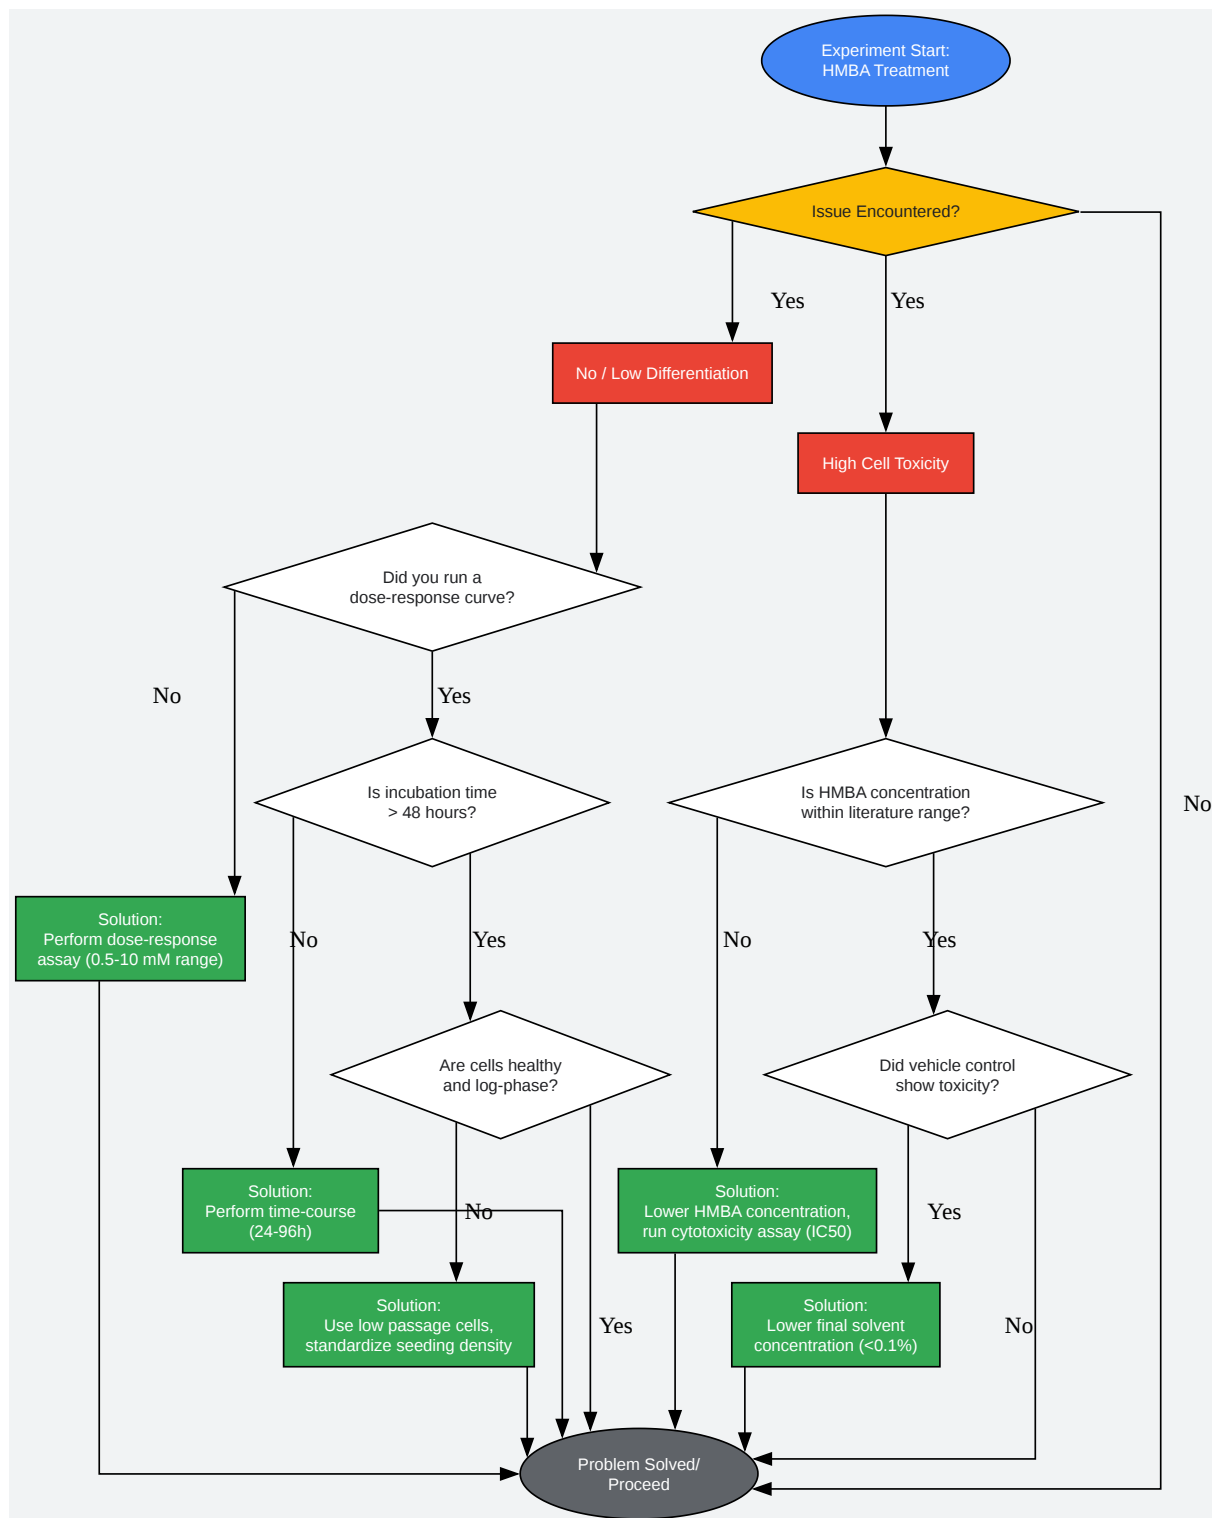 Experiment Start:
HMBA Treatment
Issue Encountered?
Yes
Yes
No / Low Differentiation
High Cell Toxicity
Did you run a
dose-response curve?
No
Yes
Is incubation time
> 48 hours?
Is HMBA concentration
within literature range?
No
Solution:
Perform dose-response
assay (0.5-10 mM range)
No
Yes
No
Yes
Are cells healthy
and log-phase?
Did vehicle control
show toxicity?
Solution:
Perform time-course
(24-96h)
No
Solution:
Lower HMBA concentration,
run cytotoxicity assay (IC50)
Yes
Solution:
Use low passage cells,
standardize seeding density
Yes
Solution:
Lower final solvent
concentration (<0.1%)
No
Problem Solved/
Proceed